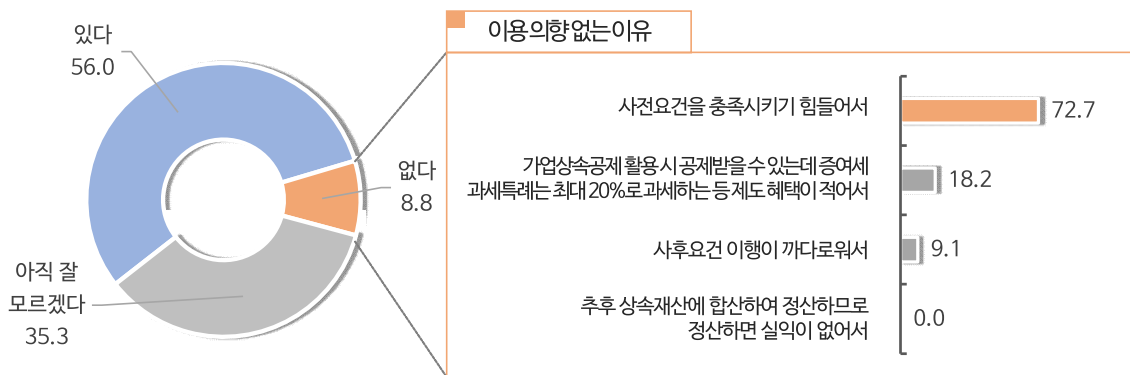 있다
56.0
없다
8.8
아직 잘
모르겠다
35.3
이용 의향 없는 이유
사전요건을 충족시키기 힘들어서
72.7
가업상속공제 활용 시 공제받을 수 있는데 증여세
과세특례는 최대 20%로 과세하는 등 제도 혜택이 적어서
18.2
사후요건 이행이 까다로워서
9.1
추후 상속재산에 합산하여 정산하므로
정산하면 실익이 없어서
0.0